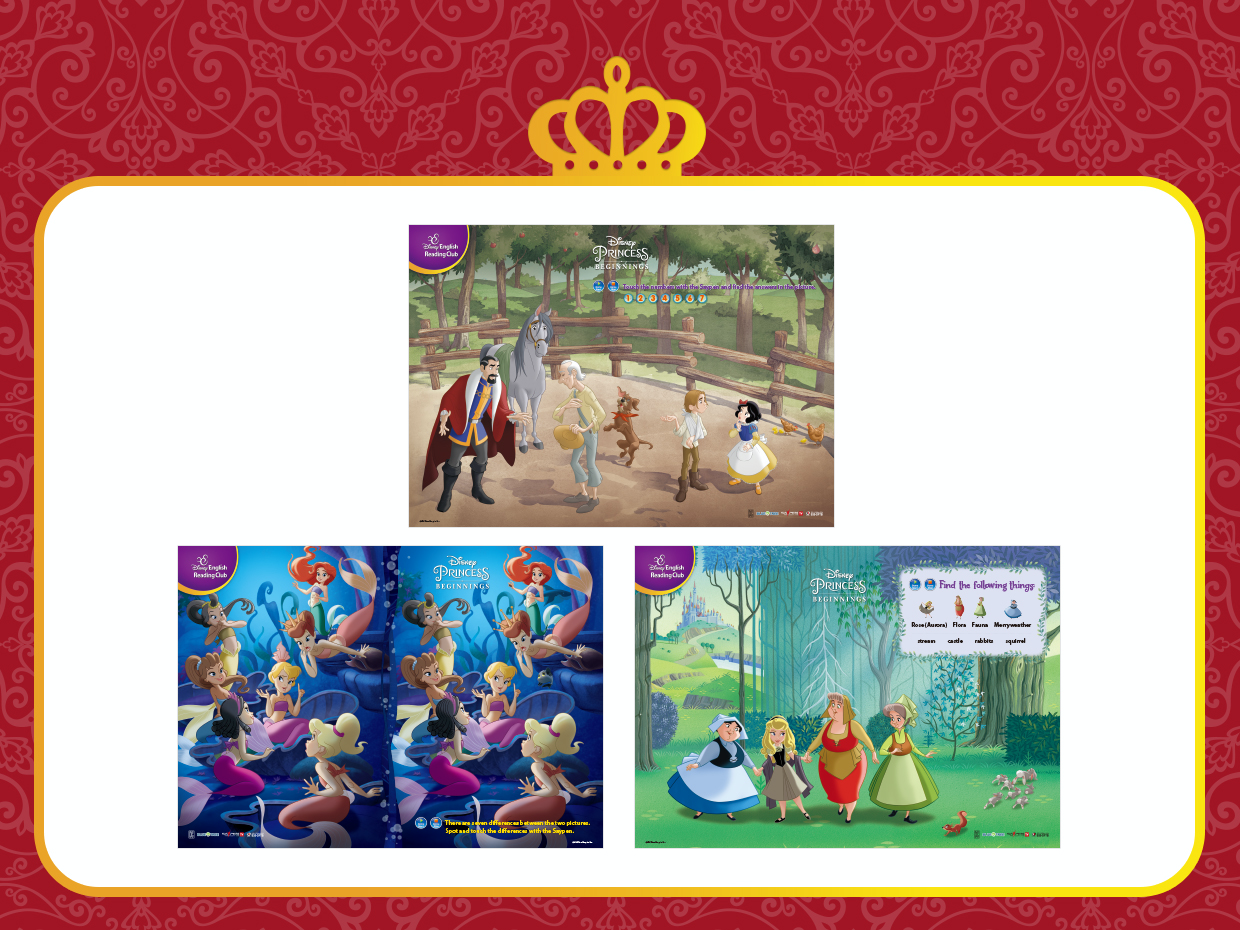 Disney English
Reading Club
Disney
PRINCESS
BEGINNINGS
Touch the numbers with the Saypen and find the answers in the picture.
1 2 3 4 5 6 7
Disney English
Reading Club
Disney
PRINCESS
BEGINNINGS
There are seven differences between the two pictures.
Spot and touch the differences with the Saypen.
Disney English
Reading Club
Disney
PRINCESS
BEGINNINGS
Find the following things:
Rose (Aurora) Flora Fauna Merryweather
stream castle rabbits squirrel